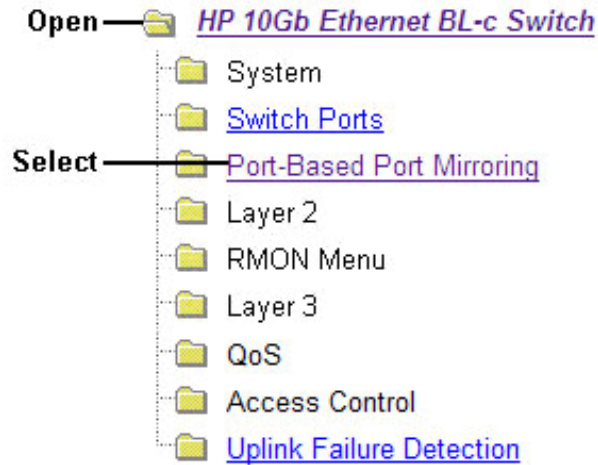 Open HP 10Gb Ethernet BL-c Switch
System
Switch Ports
Select Port-Based Port Mirroring
Layer 2
RMON Menu
Layer 3
QoS
Access Control
Uplink Failure Detection